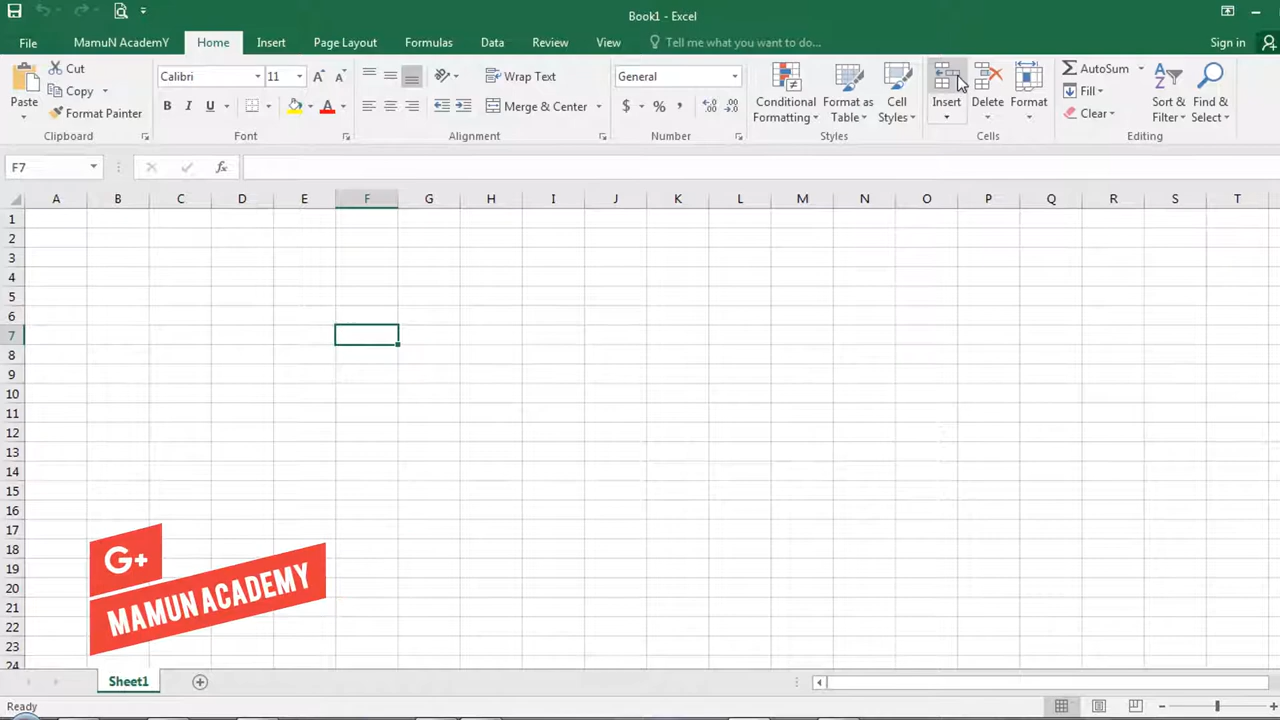 Book1 - Excel
File MamuN AcademY Home Insert Page Layout Formulas Data Review View Tell me what you want to do... Sign in
Cut Calibri 11 Wrap Text General AutoSum
Copy Fill
Format Painter B I U Merge & Center $ % , Clear
Paste Conditional Formatting Format as Table Cell Styles Insert Delete Format Sort & Filter Find & Select
Clipboard Font Alignment Number Styles Cells Editing
F7 fx
A B C D E F G H I J K L M N O P Q R S T
1
2
3
4
5
6
7
8
9
10
11
12
13
14
15
16
17
18
19
20
21
22
23
24
G+
MAMUN ACADEMY
Sheet1
Ready